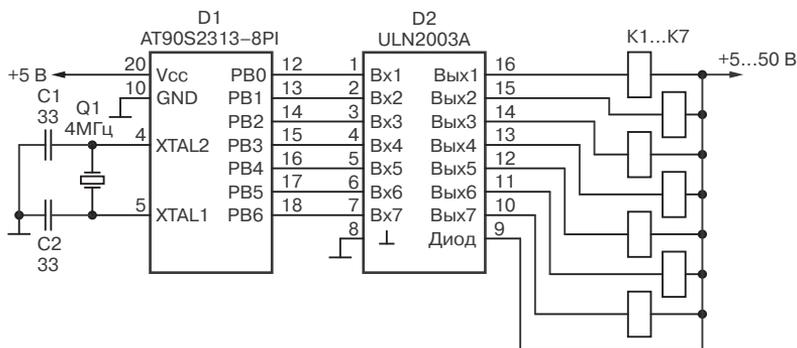 D1
AT90S2313–8PI
D2
ULN2003A
K1...K7
+5...50 В
+5 В
20 Vcc PB0 12 1 Вх1 Вых1 16
10 GND PB1 13 2 Вх2 Вых2 15
C1
33
Q1
4МГц
PB2 14 3 Вх3 Вых3 14
4 XTAL2 PB3 15 4 Вх4 Вых4 13
PB4 16 5 Вх5 Вых5 12
PB5 17 6 Вх6 Вых6 11
5 XTAL1 PB6 18 7 Вх7 Вых7 10
8 Диод 9
C2
33